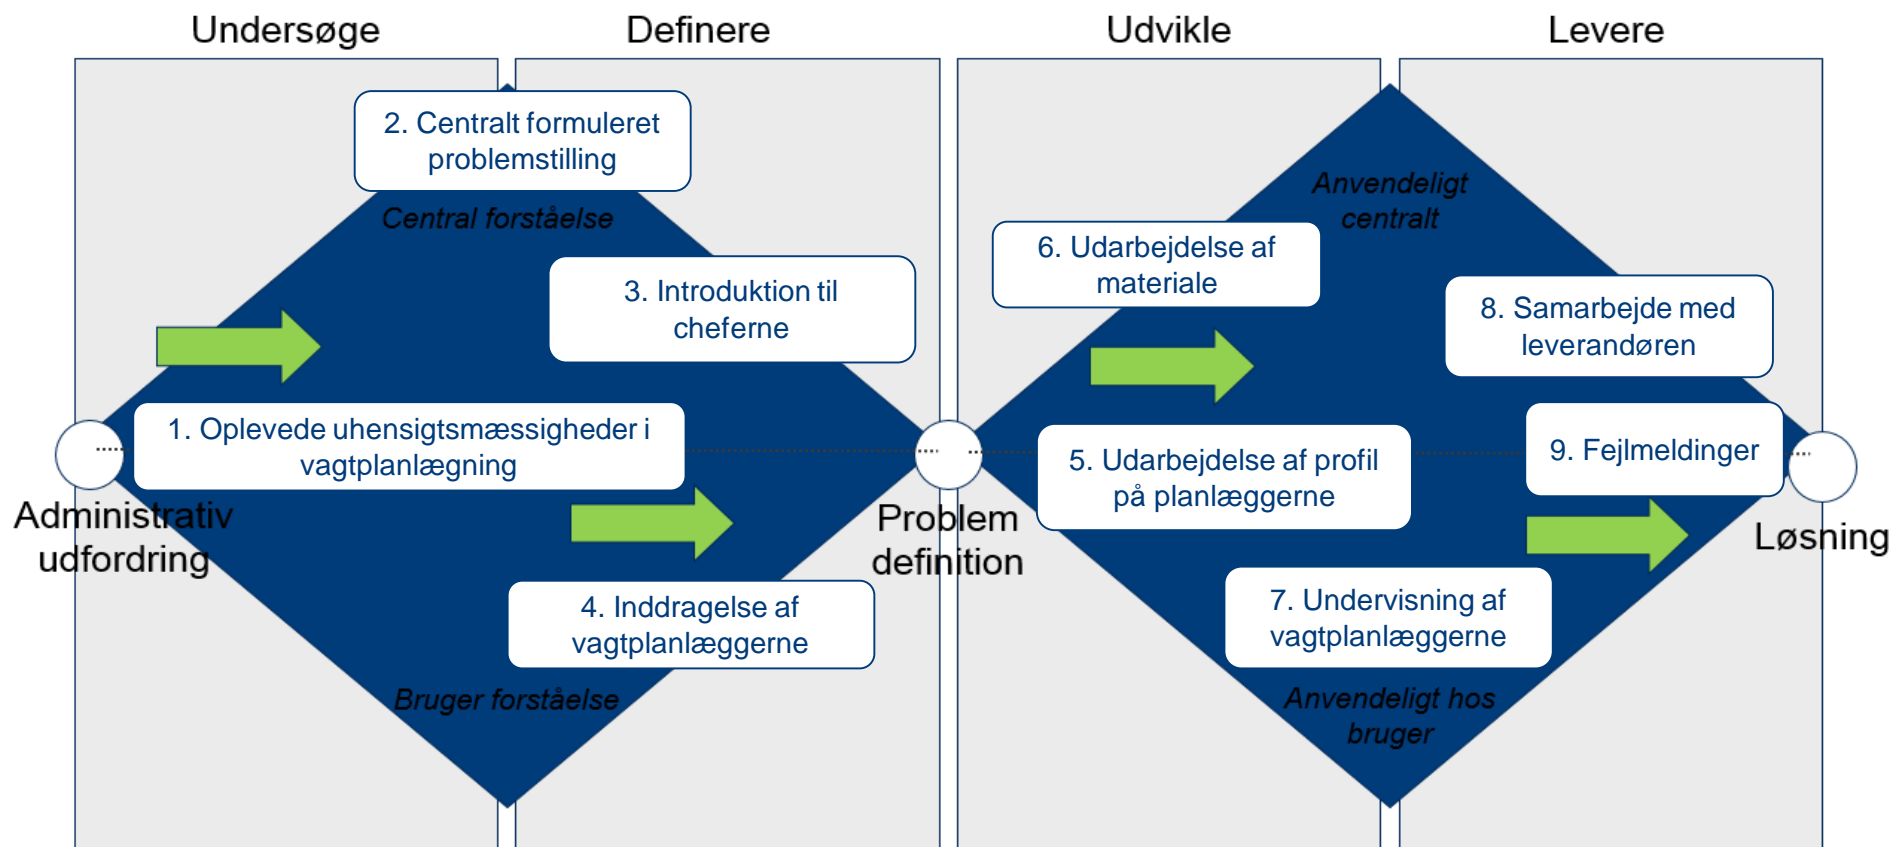 Undersøge
Definere
Udvikle
Levere
2. Centralt formuleret
problemstilling
Central forståelse
3. Introduktion til
cheferne
1. Oplevede uhensigtsmæssigheder i
vagtplanlægning
Administrativ
udfordring
4. Inddragelse af
vagtplanlæggerne
Bruger forståelse
Problem
definition
Anvendeligt
centralt
6. Udarbejdelse af
materiale
8. Samarbejde med
leverandøren
5. Udarbejdelse af profil
på planlæggerne
9. Fejlmeldinger
7. Undervisning af
vagtplanlæggerne
Anvendeligt hos
bruger
Løsning